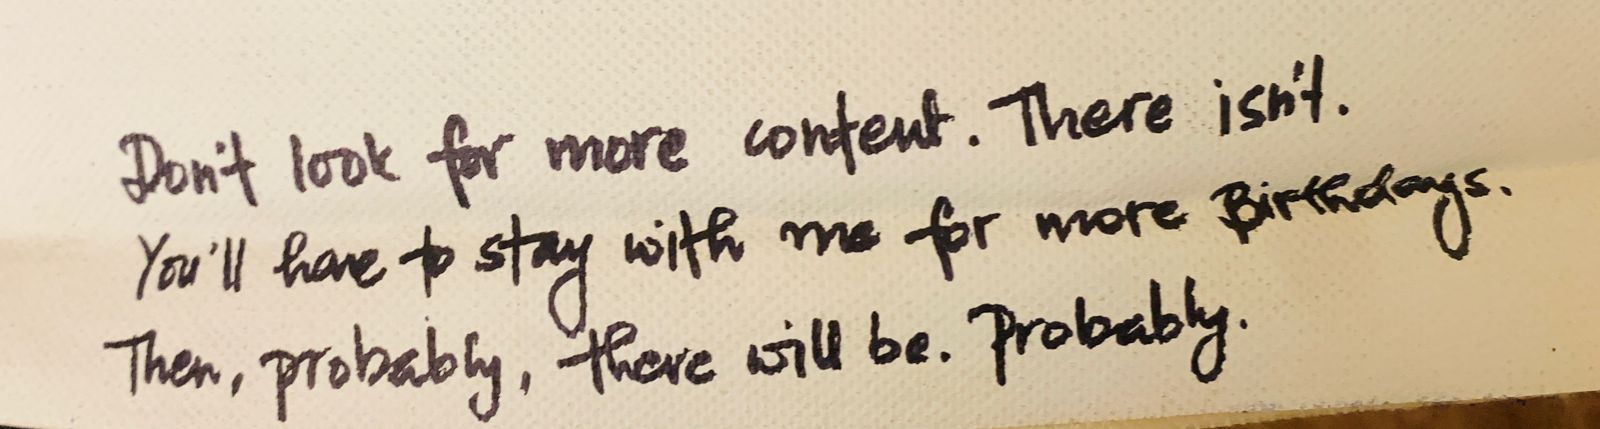 Don't look for more content. There isn't.
You'll have to stay with me for more Birthdays.
Then, probably, there will be. Probably.